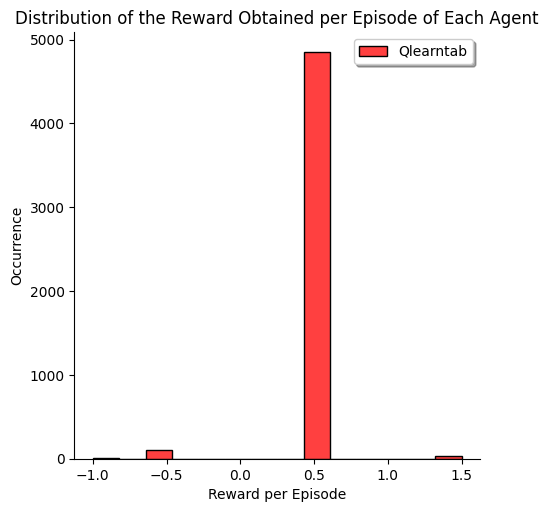 Distribution of the Reward Obtained per Episode of Each Agent
Qlearntab
5000
4000
3000
2000
1000
0
Occurrence
−1.0 −0.5 0.0 0.5 1.0 1.5
Reward per Episode